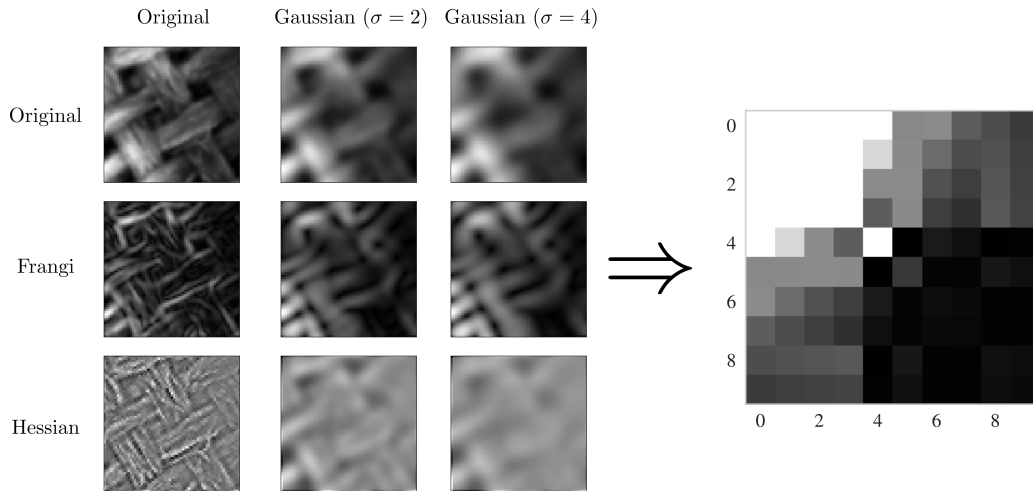 Original Gaussian (σ = 2) Gaussian (σ = 4)
Original
Frangi
Hessian
0
2
4
6
8
0 2 4 6 8